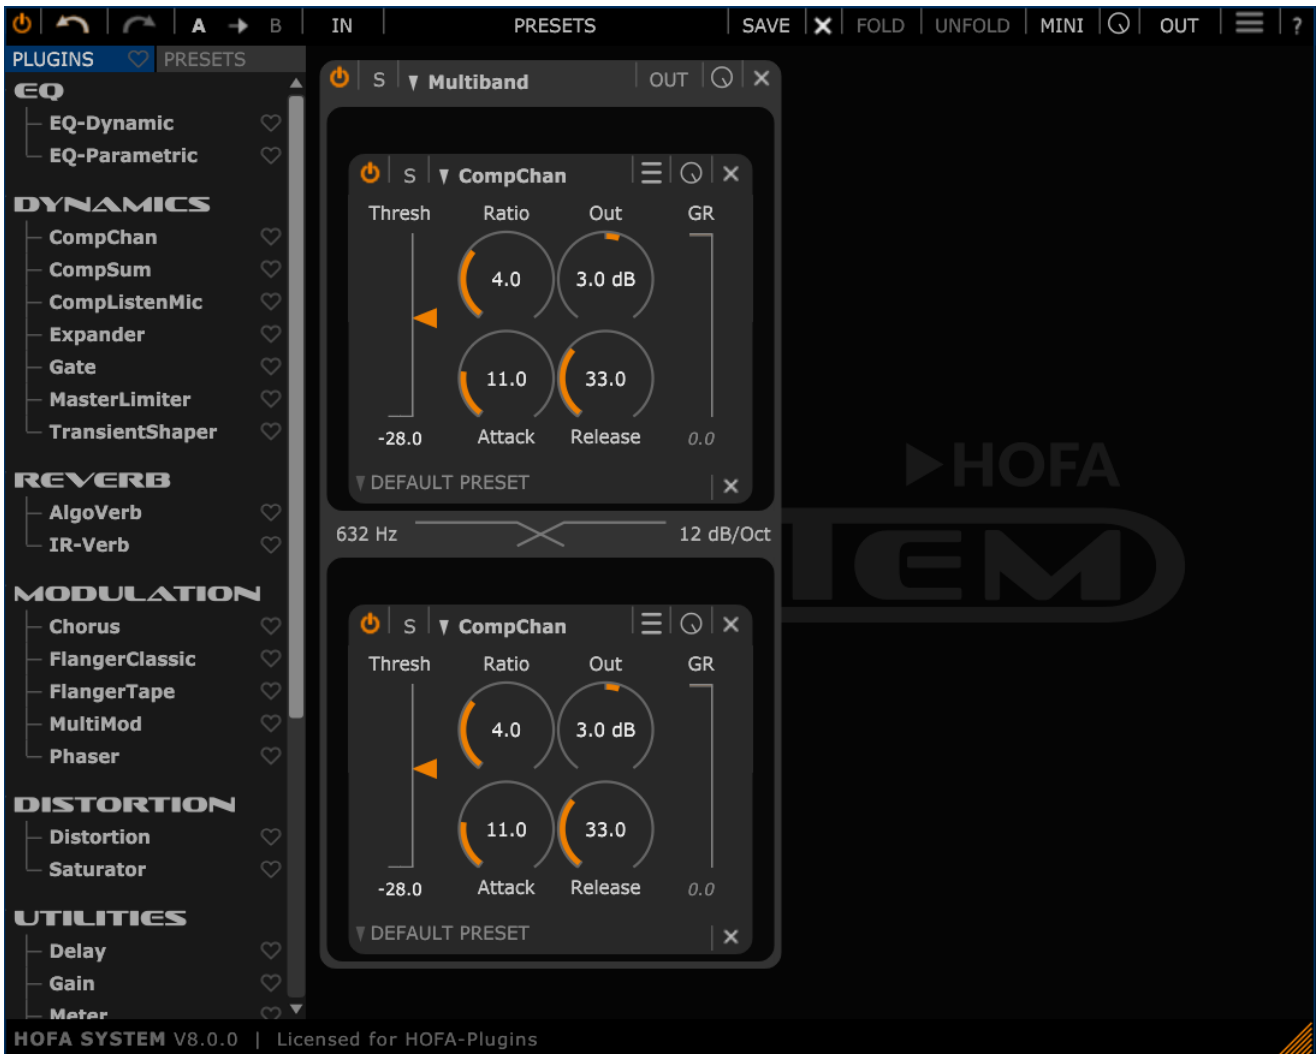 A B IN PRESETS SAVE FOLD UNFOLD MINI OUT ?
PLUGINS PRESETS
EQ
EQ-Dynamic
EQ-Parametric
DYNAMICS
CompChan
CompSum
CompListenMic
Expander
Gate
MasterLimiter
TransientShaper
REVERB
AlgoVerb
IR-Verb
MODULATION
Chorus
FlangerClassic
FlangerTape
MultiMod
Phaser
DISTORTION
Distortion
Saturator
UTILITIES
Delay
Gain
Meter
S Multiband OUT
S CompChan
Thresh Ratio Out GR
4.0 3.0 dB
11.0 33.0
-28.0 Attack Release 0.0
DEFAULT PRESET
632 Hz 12 dB/Oct
S CompChan
Thresh Ratio Out GR
4.0 3.0 dB
11.0 33.0
-28.0 Attack Release 0.0
DEFAULT PRESET
HOFA
TEM
HOFA SYSTEM V8.0.0 | Licensed for HOFA-Plugins